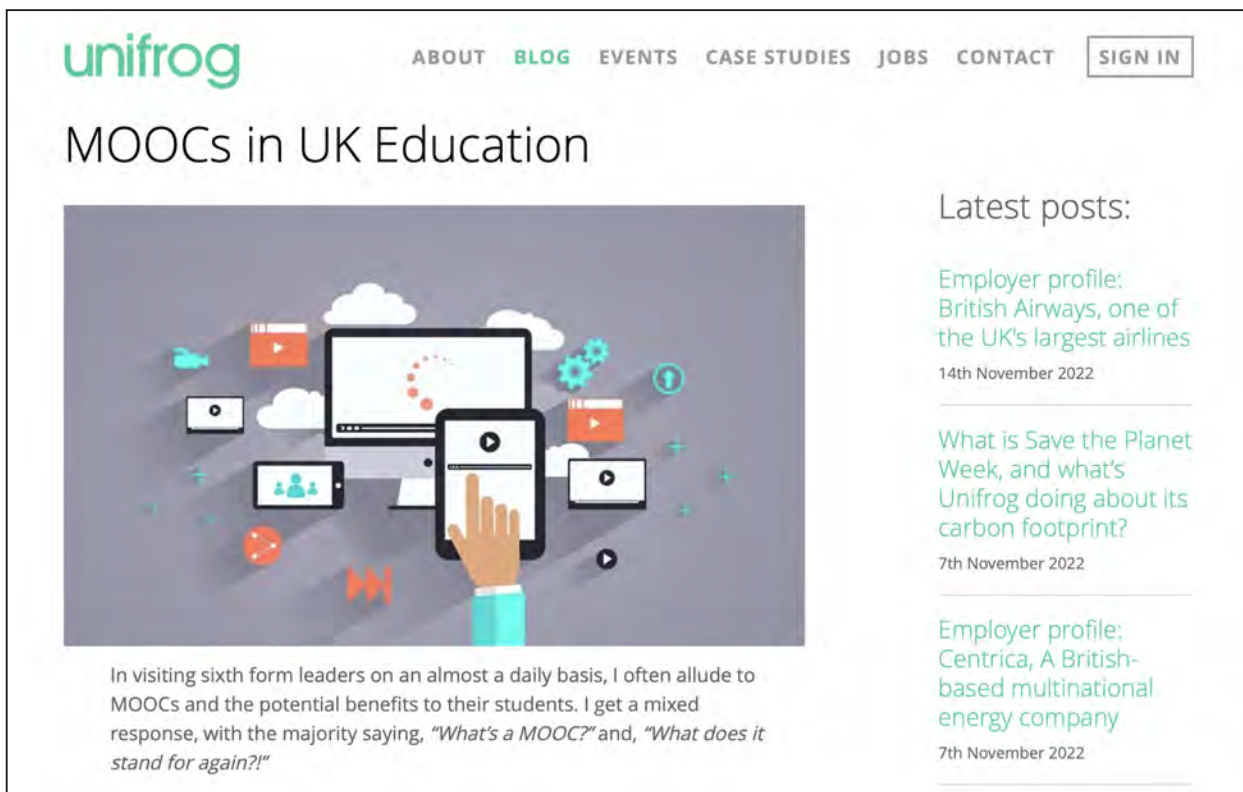 unifrog
ABOUT BLOG EVENTS CASE STUDIES JOBS CONTACT SIGN IN
MOOCs in UK Education
In visiting sixth form leaders on an almost a daily basis, I often allude to
MOOCs and the potential benefits to their students. I get a mixed
response, with the majority saying, “What’s a MOOC?” and, “What does it
stand for again?!”
Latest posts:
Employer profile:
British Airways, one of
the UK's largest airlines
14th November 2022
What is Save the Planet
Week, and what’s
Unifrog doing about its
carbon footprint?
7th November 2022
Employer profile:
Centrica, A British-
based multinational
energy company
7th November 2022